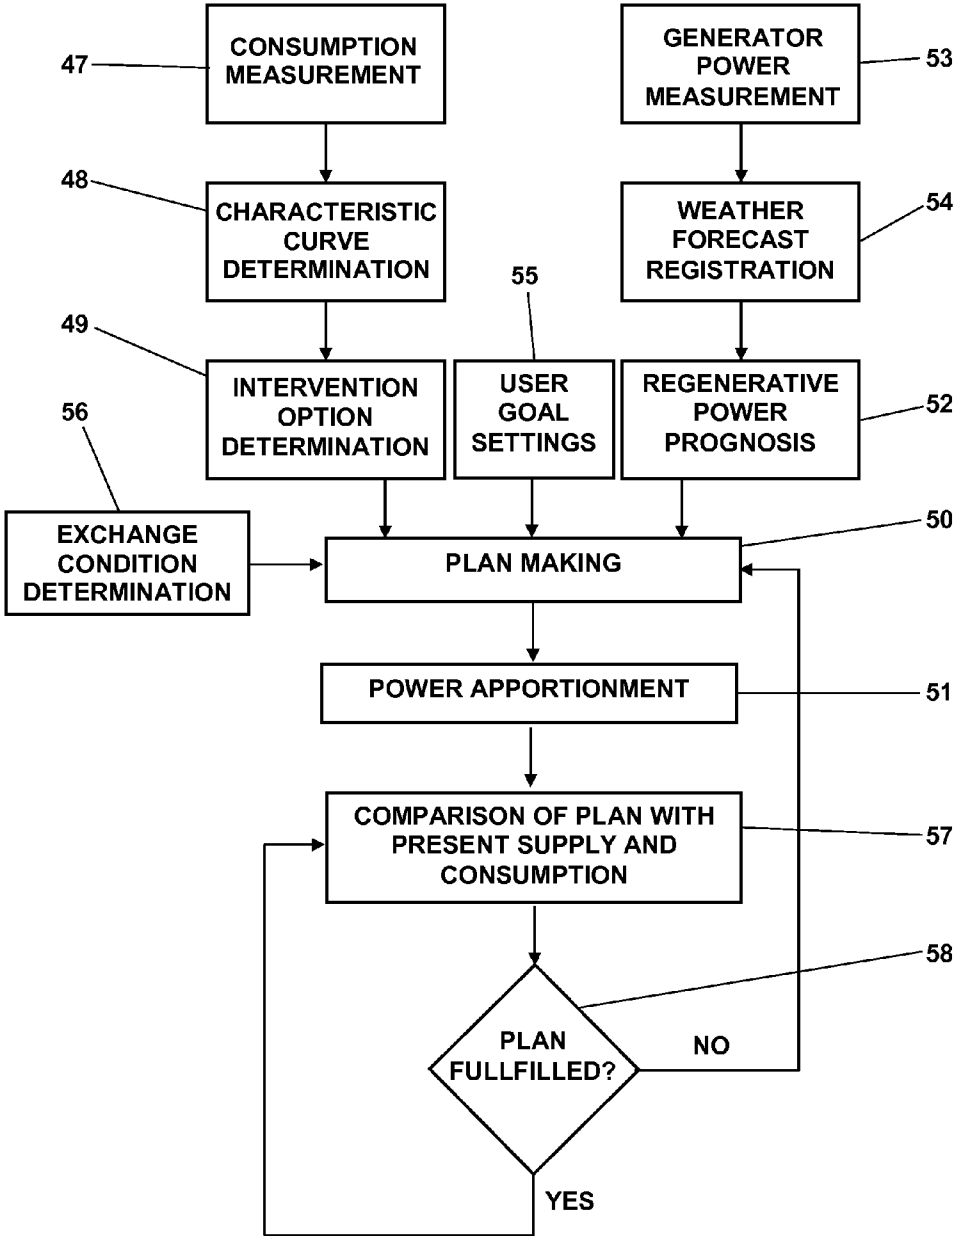 47
CONSUMPTION
MEASUREMENT
GENERATOR
POWER
MEASUREMENT
53
48
CHARACTERISTIC
CURVE
DETERMINATION
WEATHER
FORECAST
REGISTRATION
54
55
49
INTERVENTION
OPTION
DETERMINATION
USER
GOAL
SETTINGS
REGENERATIVE
POWER
PROGNOSIS
52
56
EXCHANGE
CONDITION
DETERMINATION
PLAN MAKING
50
POWER APPORTIONMENT
51
COMPARISON OF PLAN WITH
PRESENT SUPPLY AND
CONSUMPTION
57
58
PLAN
FULLFILLED?
NO
YES